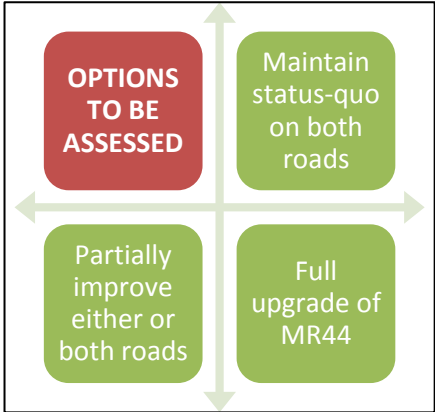 OPTIONS
TO BE
ASSESSED
Maintain
status-quo
on both
roads
Partially
improve
either or
both roads
Full
upgrade of
MR44